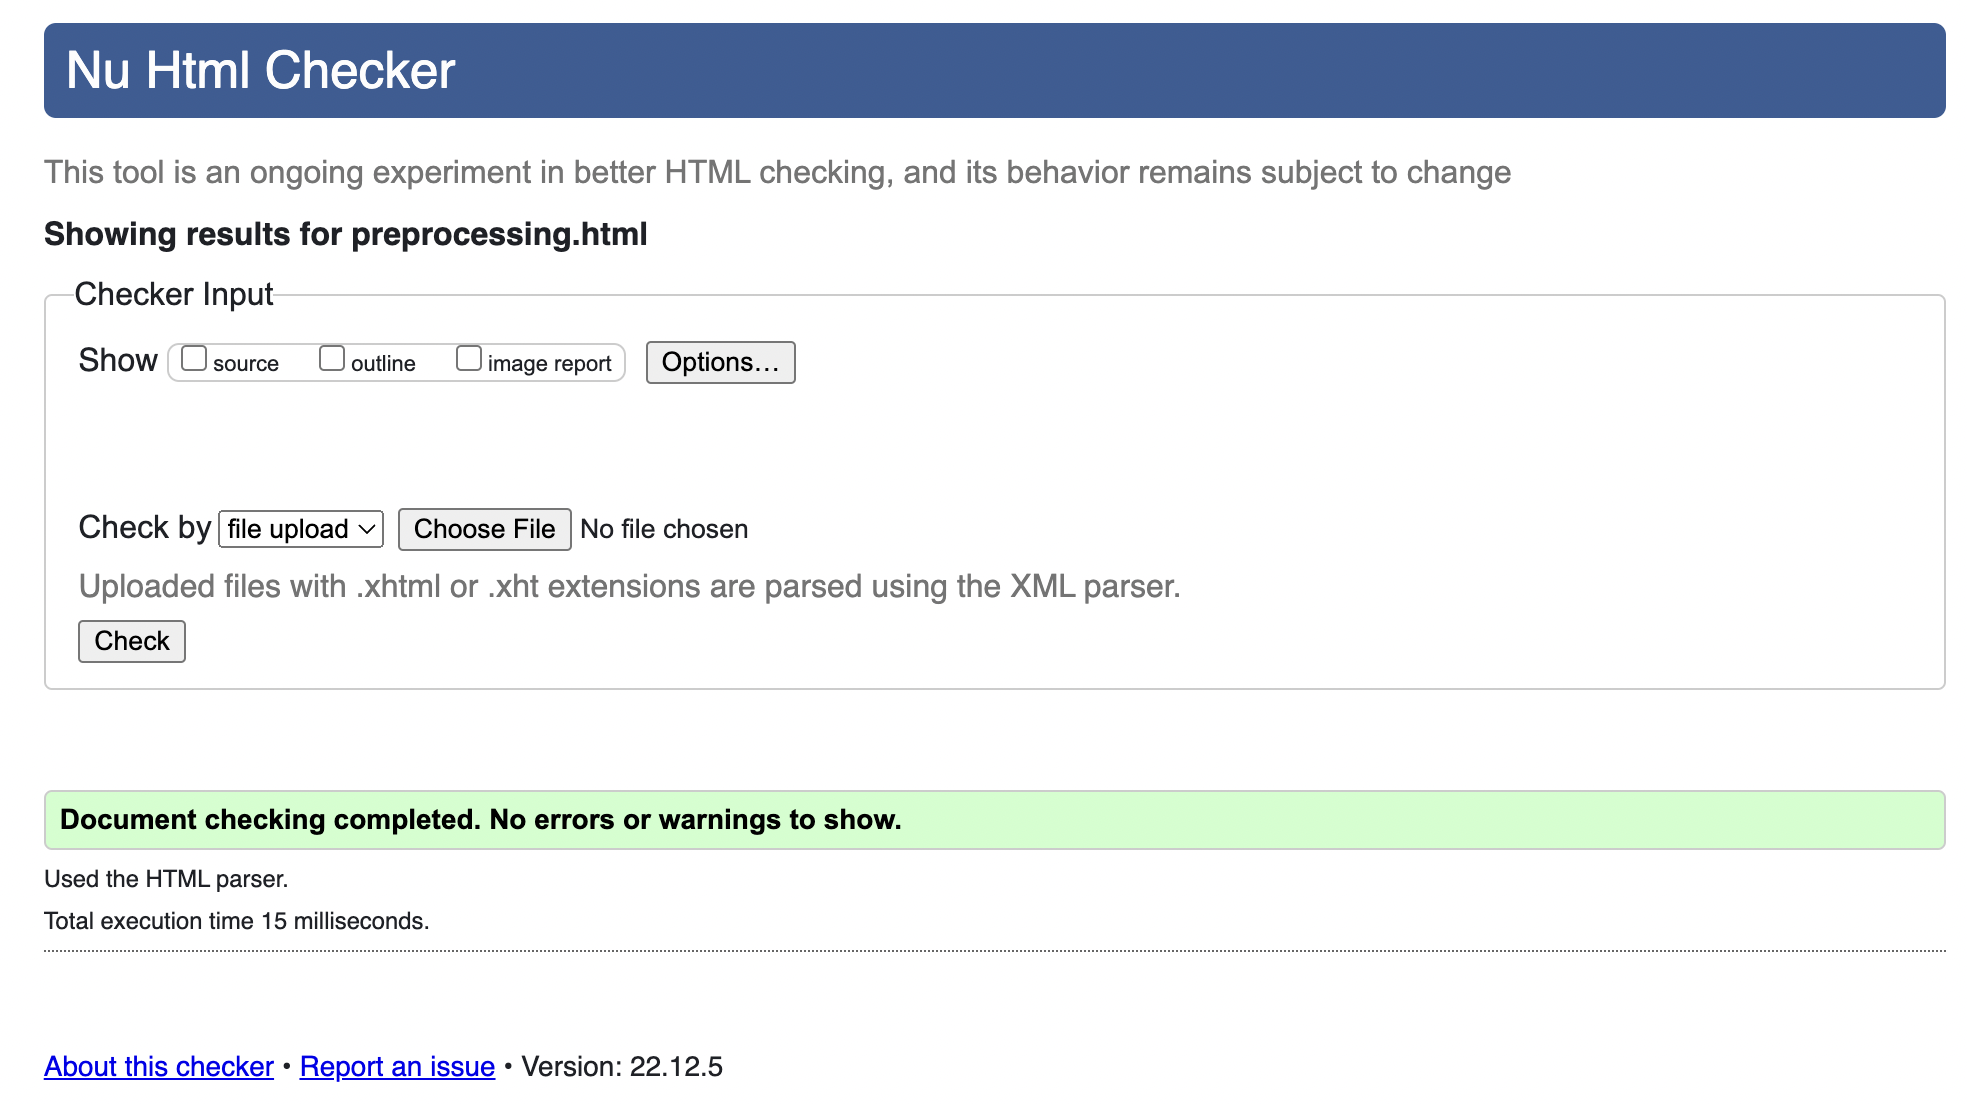 Nu Html Checker
This tool is an ongoing experiment in better HTML checking, and its behavior remains subject to change
Showing results for preprocessing.html
Checker Input
Show source outline image report Options…
Check by file upload Choose File No file chosen
Uploaded files with .xhtml or .xht extensions are parsed using the XML parser.
Check
Document checking completed. No errors or warnings to show.
Used the HTML parser.
Total execution time 15 milliseconds.
About this checker • Report an issue • Version: 22.12.5